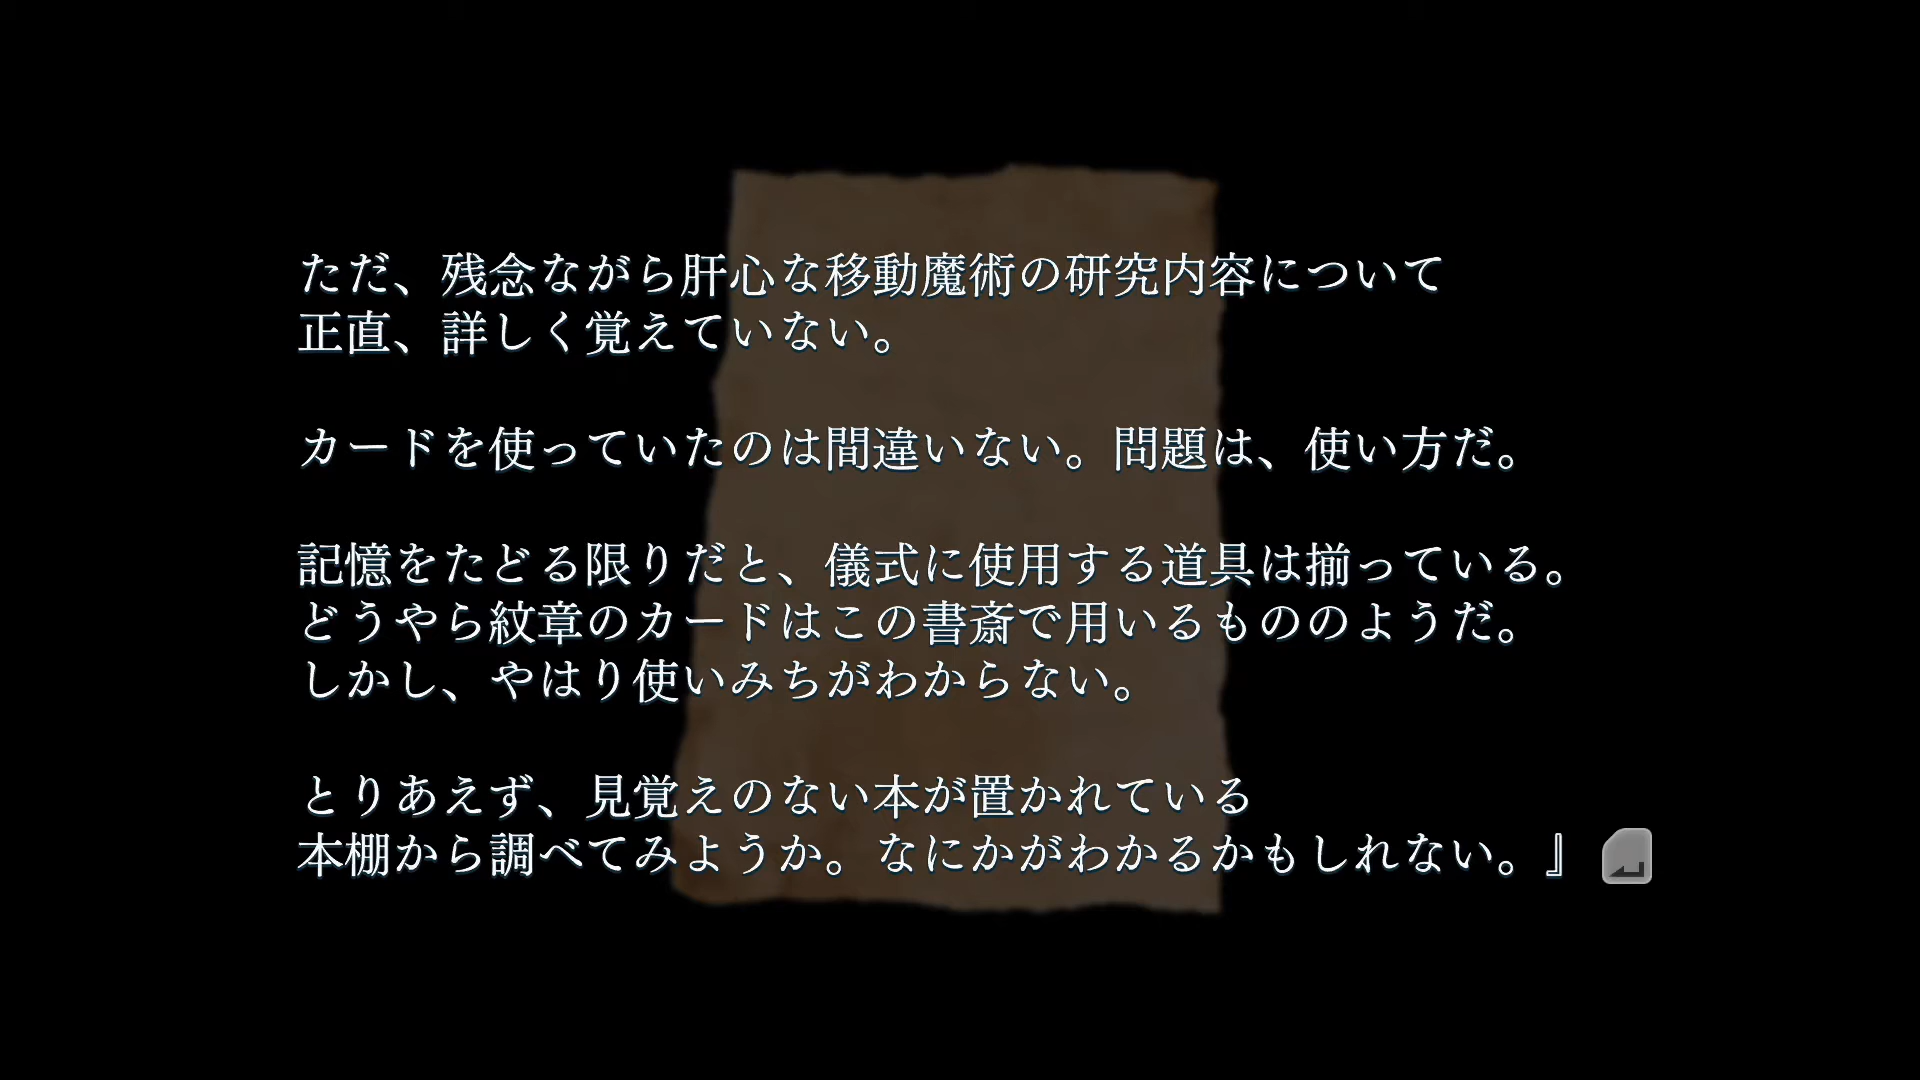 ただ、残念ながら肝心な移動魔術の研究内容について
正直、詳しく覚えていない。
カードを使っていたのは間違いない。問題は、使い方だ。
記憶をたどる限りだと、儀式に使用する道具は揃っている。
どうやら紋章のカードはこの書斎で用いるもののようだ。
しかし、やはり使いみちがわからない。
とりあえず、見覚えのない本が置かれている
本棚から調べてみようか。なにかがわかるかもしれない。』